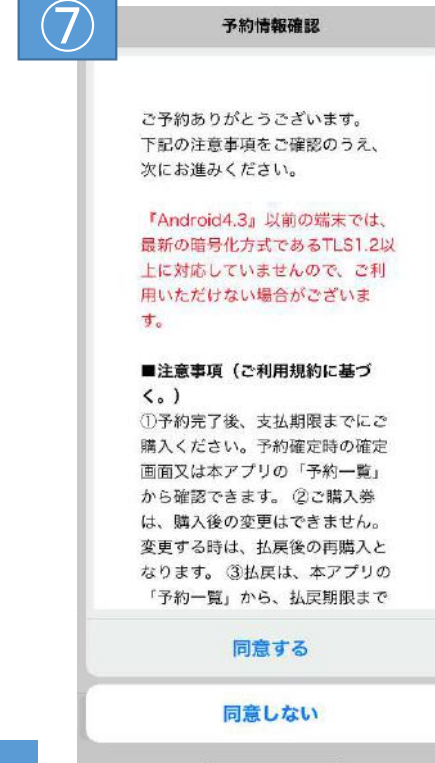 ⑦
予約情報確認
ご予約ありがとうございます。
下記の注意事項をご確認のうえ、
次にお進みください。
『Android4.3』以前の端末では、
最新の暗号化方式であるTLS1.2以
上に対応していませんので、ご利
用いただけない場合がございま
す。
■注意事項（ご利用規約に基づ
く。）
①予約完了後、支払期限までにご
購入ください。予約確定時の確定
画面又は本アプリの「予約一覧」
から確認できます。 ②ご購入券
は、購入後の変更はできません。
変更する時は、払戻後の再購入と
なります。 ③払戻は、本アプリの
「予約一覧」から、払戻期限まで
同意する
同意しない